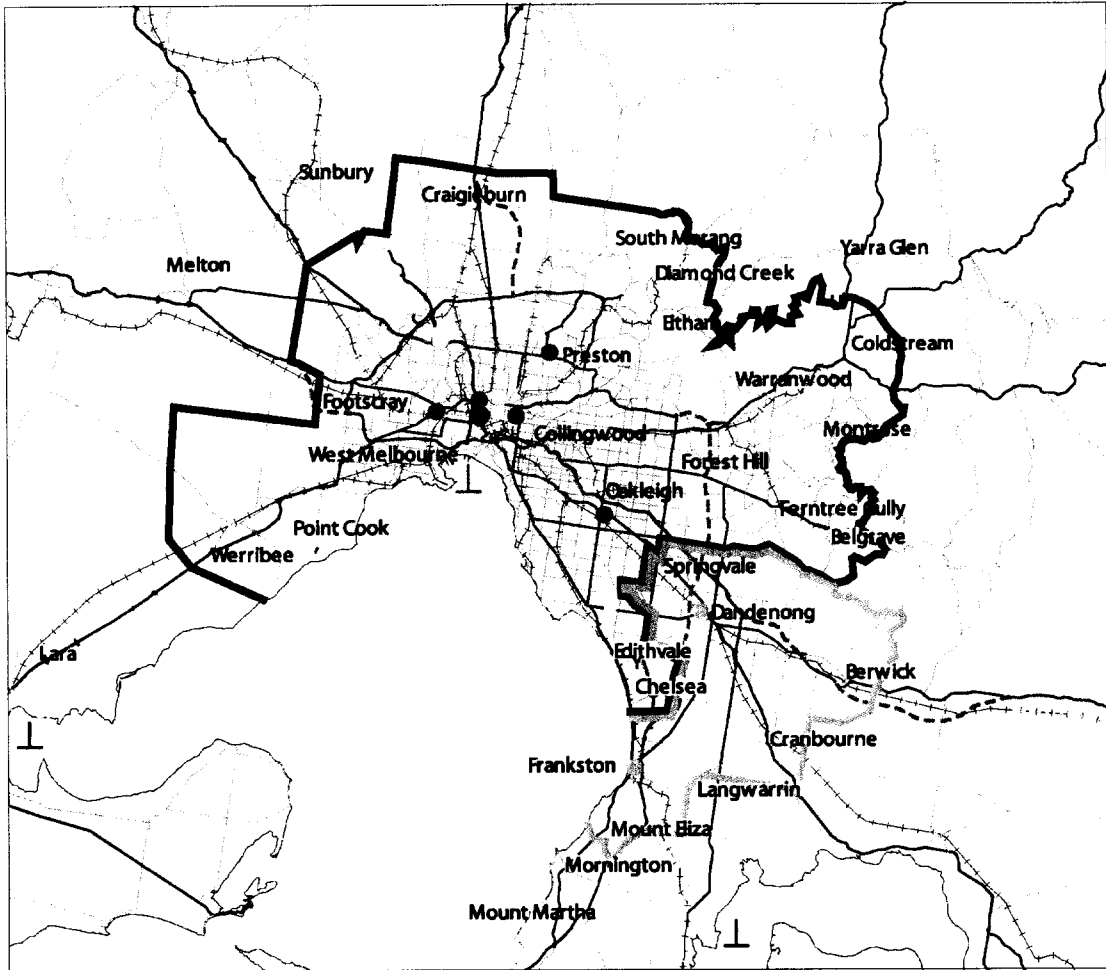 Sunbury
Craigieburn
South Morang
Yarra Glen
Melton
Diamond Creek
Eltham
Coldstream
Preston
Warranwood
Footscray
Montrose
Collingwood
West Melbourne
Forest Hill
Oakleigh
Ferntree Gully
Point Cook
Belgrave
Werribee
Springvale
Dandenong
Lara
Edithvale
Berwick
Chelsea
Cranbourne
Frankston
Langwarrin
Mount Eliza
Mornington
Mount Martha